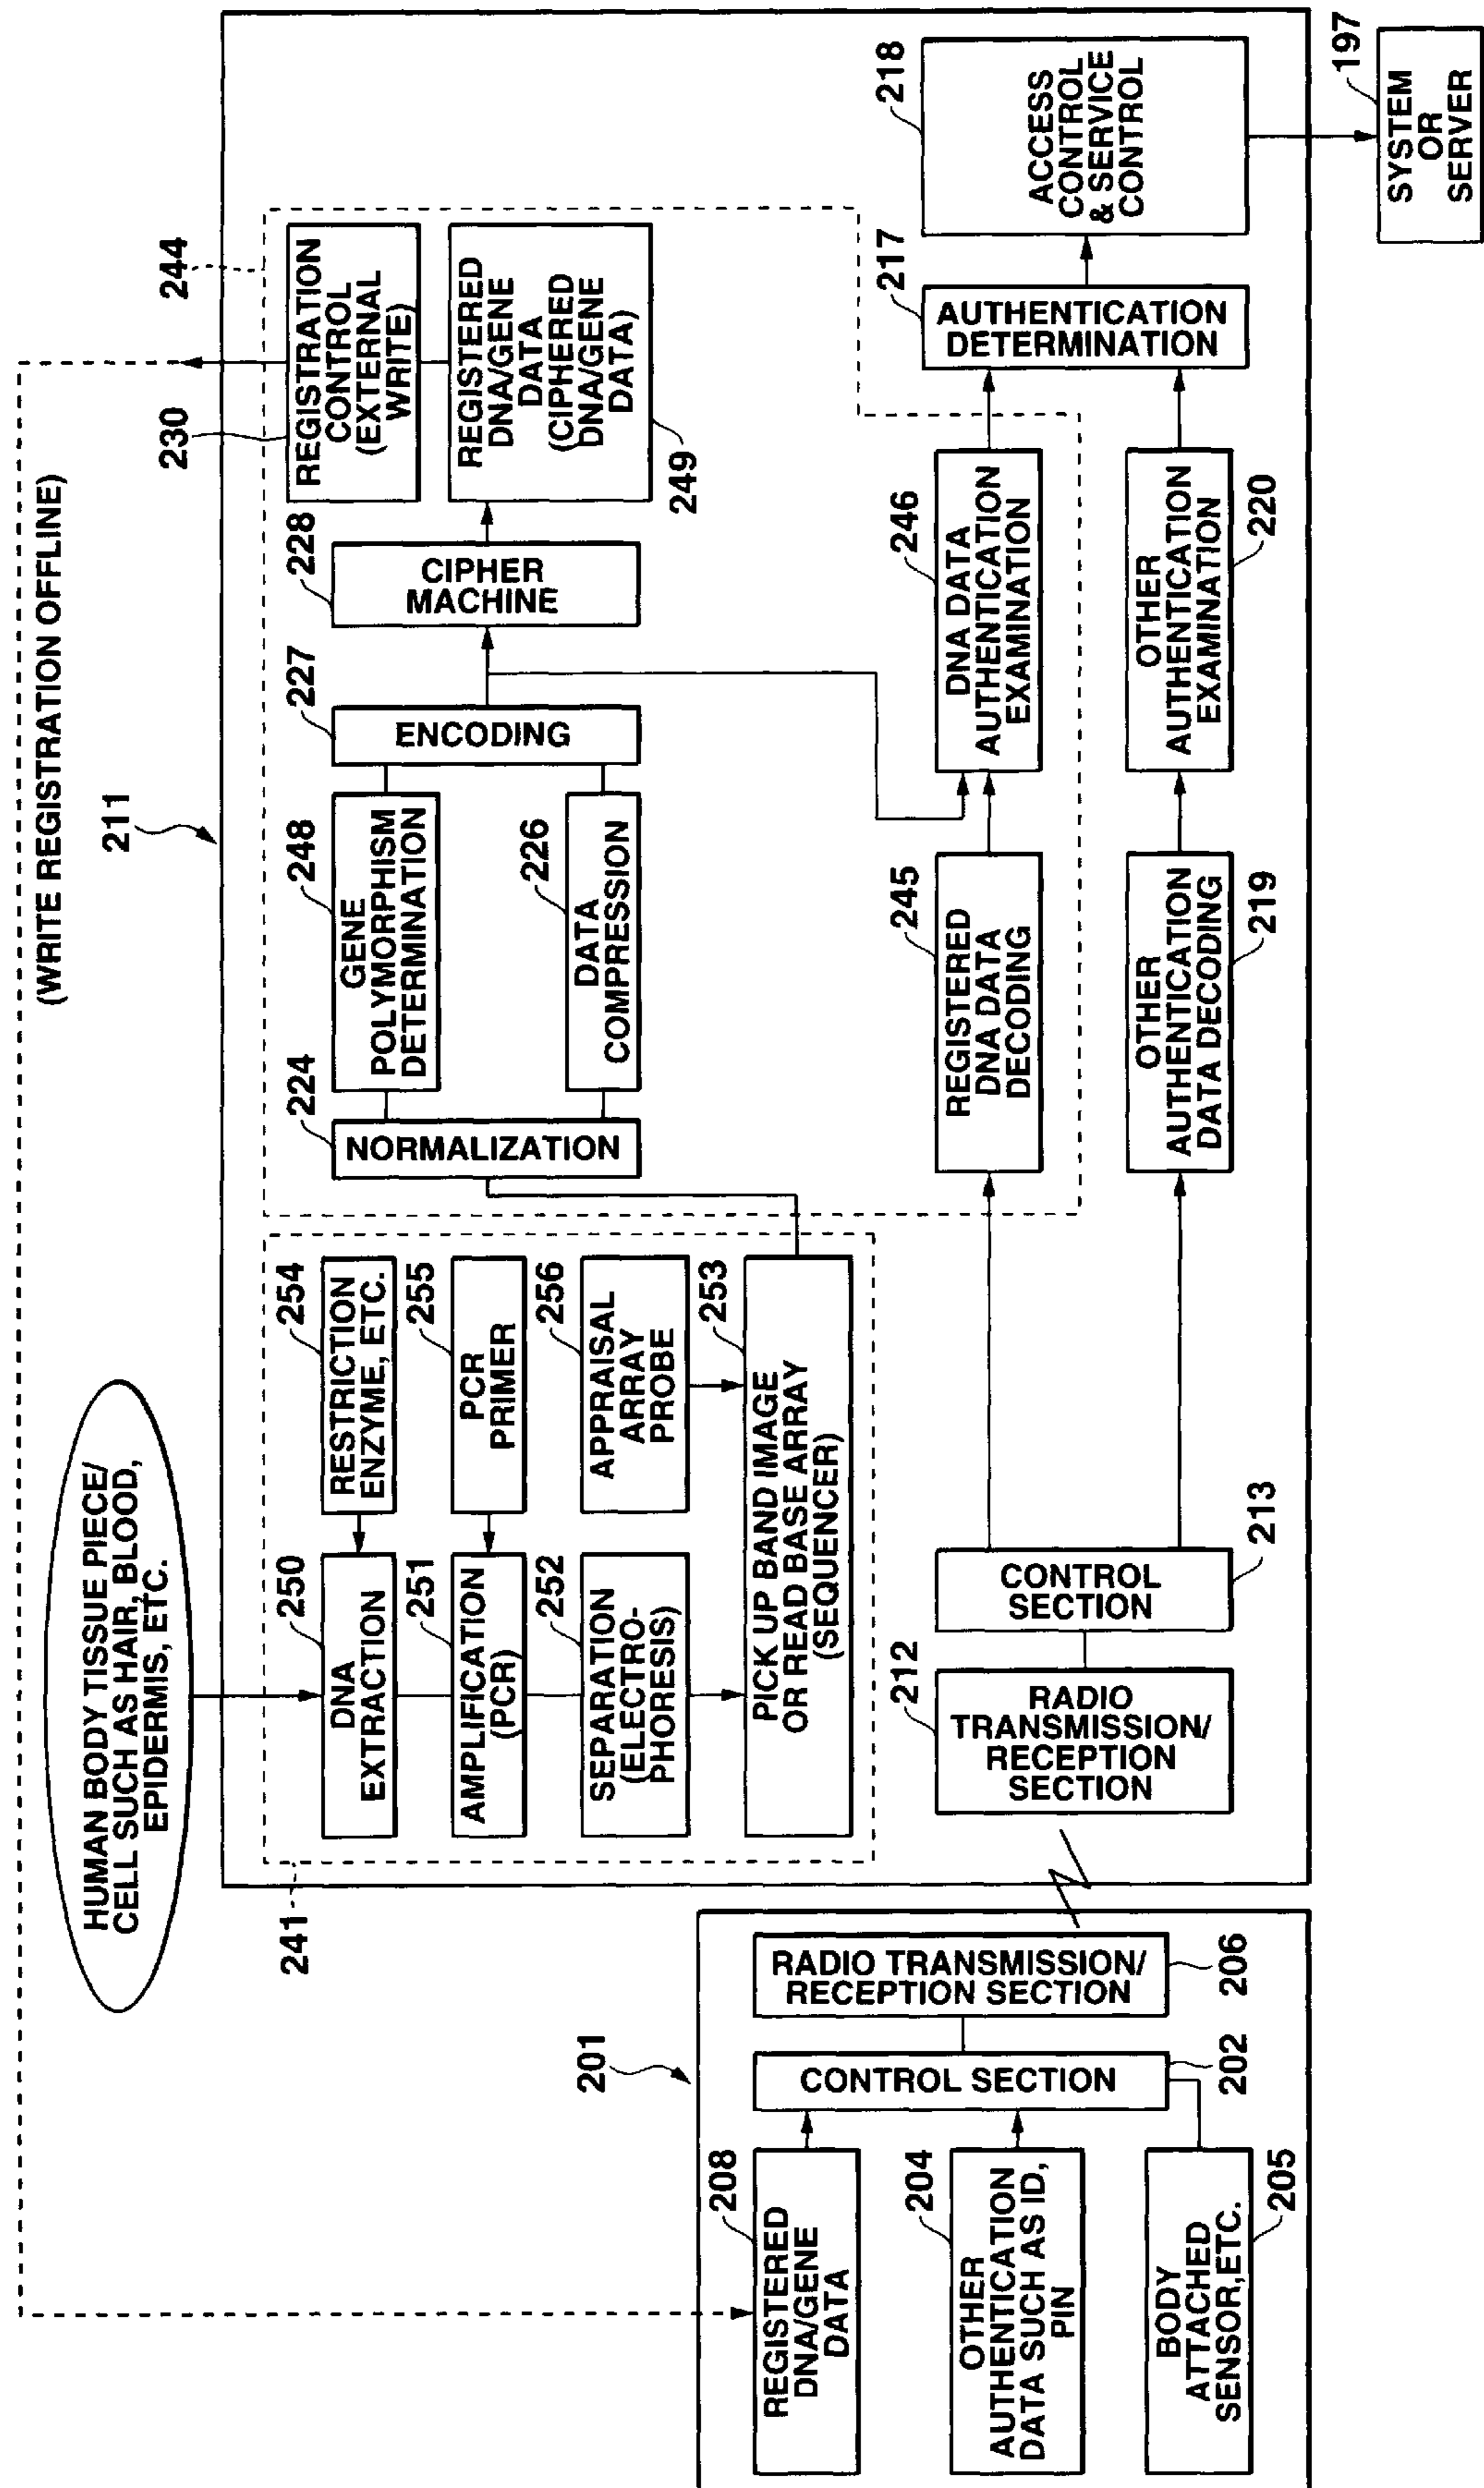 (WRITE REGISTRATION OFFLINE)
HUMAN BODY TISSUE PIECE/
CELL SUCH AS HAIR, BLOOD,
EPIDERMIS, ETC.
211
244
241
250
DNA
EXTRACTION
254
RESTRICTION
ENZYME, ETC.
251
AMPLIFICATION
(PCR)
255
PCR
PRIMER
252
SEPARATION
(ELECTRO-
PHORESIS)
256
APPRAISAL
ARRAY
PROBE
253
PICK UP BAND IMAGE
OR READ BASE ARRAY
(SEQUENCER)
224
NORMALIZATION
248
GENE
POLYMORPHISM
DETERMINATION
226
DATA
COMPRESSION
227
ENCODING
228
CIPHER
MACHINE
230
REGISTRATION
CONTROL
(EXTERNAL
WRITE)
REGISTERED
DNA/GENE
DATA
(CIPHERED
DNA/GENE
DATA)
249
201
208
REGISTERED
DNA/GENE
DATA
204
OTHER
AUTHENTICATION
DATA SUCH AS ID,
PIN
BODY
ATTACHED
SENSOR,ETC.
205
CONTROL SECTION
202
RADIO TRANSMISSION/
RECEPTION SECTION
206
212
RADIO
TRANSMISSION/
RECEPTION
SECTION
CONTROL
SECTION
213
245
REGISTERED
DNA DATA
DECODING
246
DNA DATA
AUTHENTICATION
EXAMINATION
OTHER
AUTHENTICATION
DATA DECODING
219
OTHER
AUTHENTICATION
EXAMINATION
220
217
AUTHENTICATION
DETERMINATION
218
ACCESS
CONTROL
& SERVICE
CONTROL
197
SYSTEM
OR
SERVER